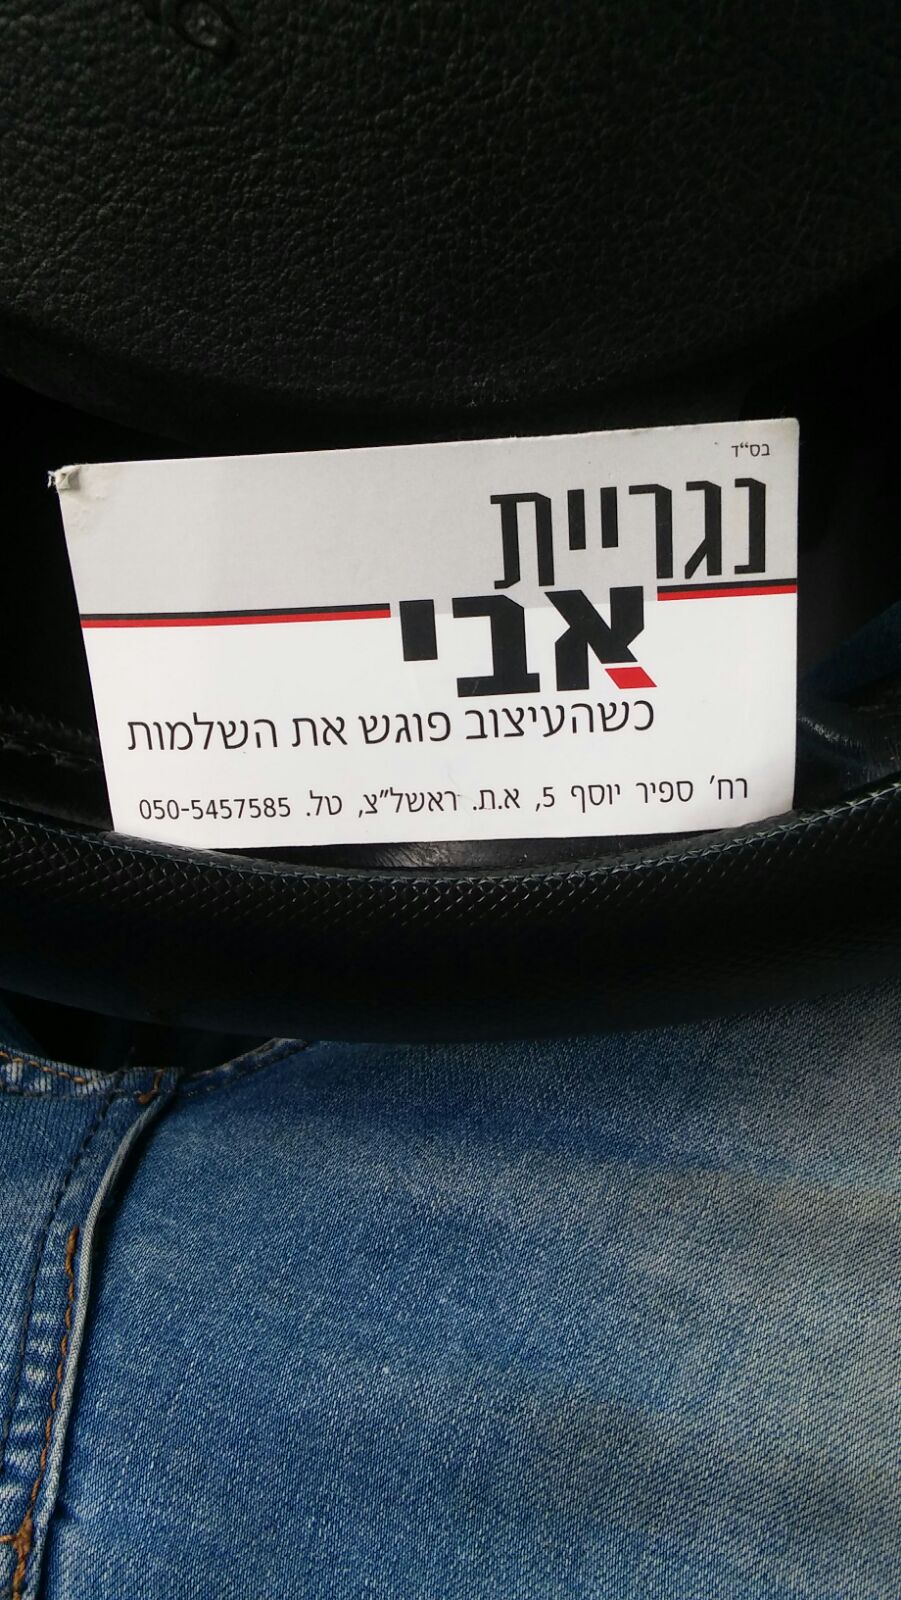 בס"ד
נגריית
אבי
כשהעיצוב פוגש את השלמות
רח' ספיר יוסף 5, א.ת. ראשל"צ, טל. 050-5457585